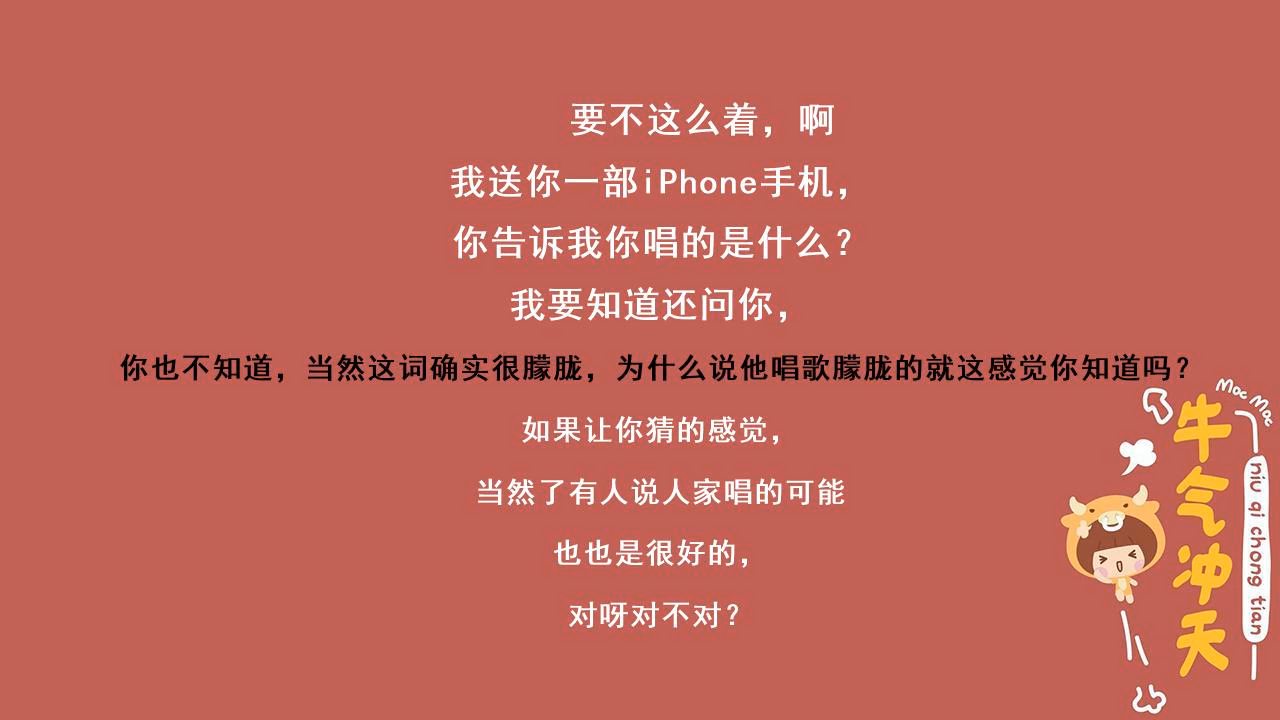 要不这么着，啊
我送你一部iPhone手机，
你告诉我你唱的是什么？
我要知道还问你，
你也不知道，当然这词确实很朦胧，为什么说他唱歌朦胧的就这感觉你知道吗？
如果让你猜的感觉，
当然了有人说人家唱的可能
也也是很好的，
对呀对不对？
Moc Moc
牛气冲天
niu qi chong tian